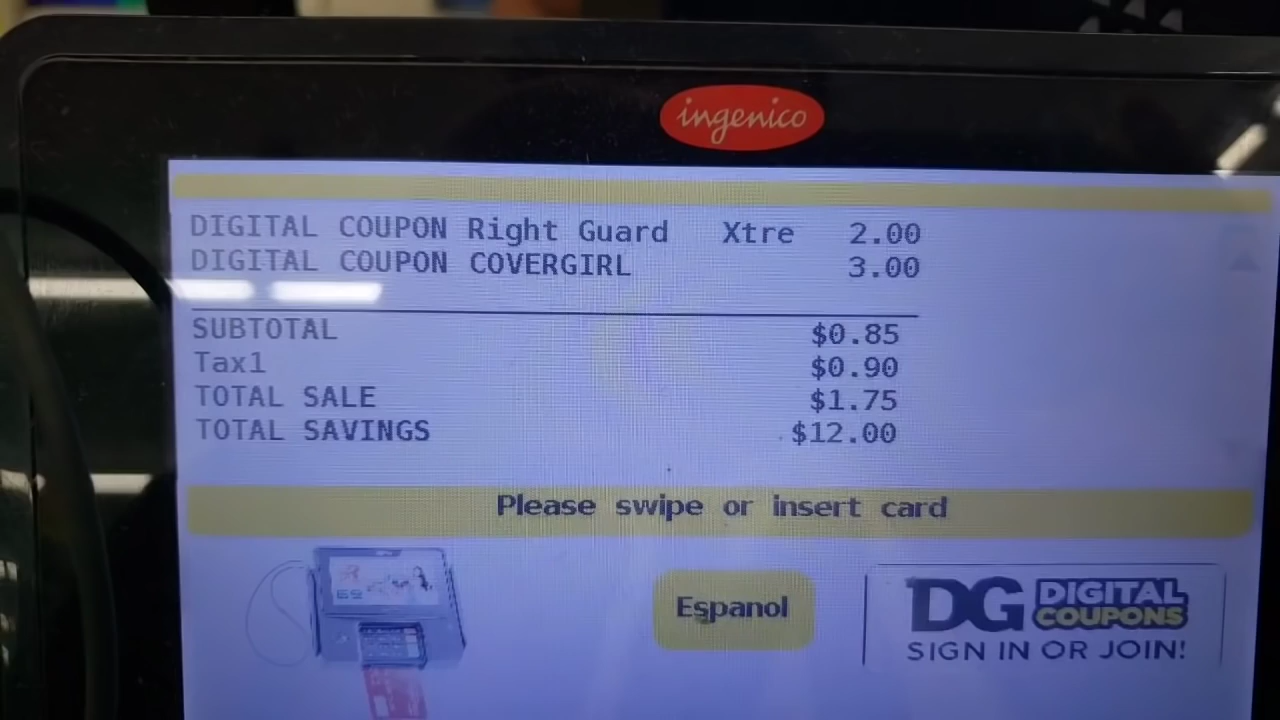 ingenico
DIGITAL COUPON Right Guard Xtre 2.00
DIGITAL COUPON COVERGIRL 3.00
SUBTOTAL $0.85
Tax1 $0.90
TOTAL SALE $1.75
TOTAL SAVINGS $12.00
Please swipe or insert card
Espanol
DG DIGITAL COUPONS
SIGN IN OR JOIN!